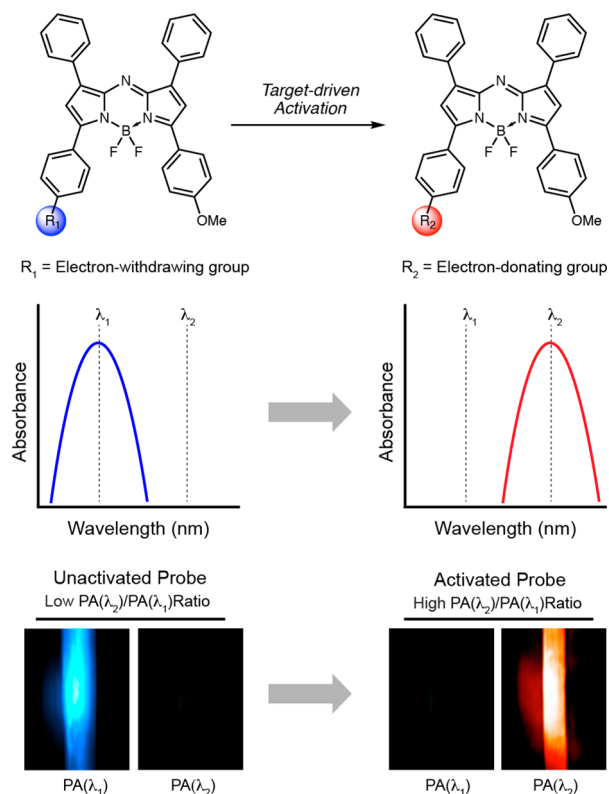 N
N
N
B
F
F
R1
OMe
Target-driven
Activation
N
N
N
B
F
F
R2
OMe
R1 = Electron-withdrawing group
R2 = Electron-donating group
λ1
λ2
Absorbance
Wavelength (nm)
λ1
λ2
Absorbance
Wavelength (nm)
Unactivated Probe
Low PA(λ2)/PA(λ1)Ratio
Activated Probe
High PA(λ2)/PA(λ1)Ratio
PA(λ1)
PA(λ2)
PA(λ1)
PA(λ2)